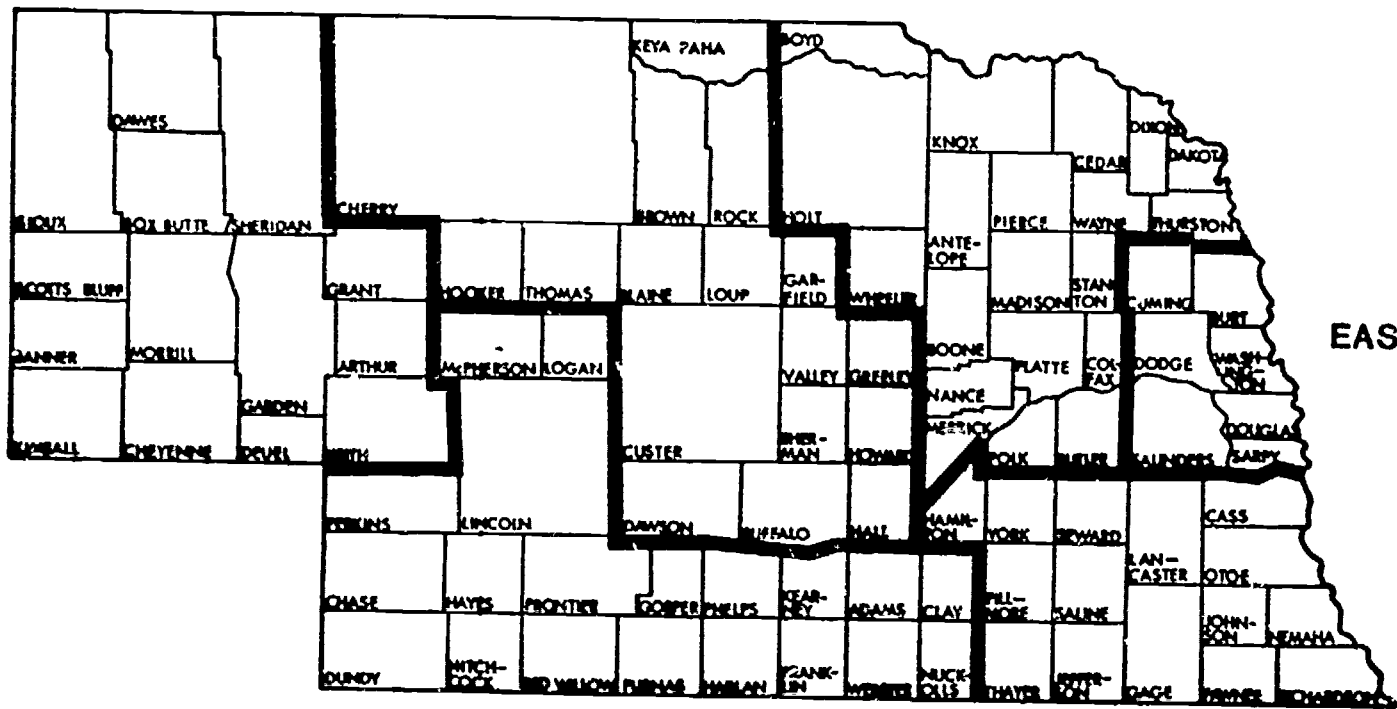 KEYA PAHA
BOYD
DAWES
DIXON
KNOX
CEDAR
DAKOTA
CHERRY
SIOUX
BOX BUTTE
SHERIDAN
BROWN
ROCK
HOLT
PIERCE
WAYNE
THURSTON
ANTE-
LOPE
SCOTTS BLUFF
GRANT
HOOKER
THOMAS
BLAINE
LOUP
GAR-
FIELD
WHEELER
MADISON
STAN
TON
CUMING
BURT
EAS
BANNER
MORRILL
ARTHUR
McPHERSON
LOGAN
VALLEY
GREELEY
BOONE
PLATTE
COL-
FAX
DODGE
WASH
ING-
TON
NANCE
GARDEN
MERRICK
DOUGLAS
KIMBALL
CHEYENNE
DEUEL
KEITH
CUSTER
SHER-
MAN
HOWARD
POLK
BUTLER
SAUNDERS
SARPY
PERKINS
LINCOLN
DAWSON
BUFFALO
HALL
HAMIL-
TON
YORK
SEWARD
CASS
LAN-
CASTER
OTOE
CHASE
HAYES
FRONTIER
GOSPER
PHELPS
KEAR-
NEY
ADAMS
CLAY
FILL-
MORE
SALINE
JOHN-
SON
NEMAHA
DUNDY
HITCH-
COCK
RED WILLOW
FURNAS
HARLAN
FRANK-
LIN
WEBSTER
NUCK-
OLLS
THAYER
JEFFER-
SON
GAGE
PAWNEE
RICHARDSON